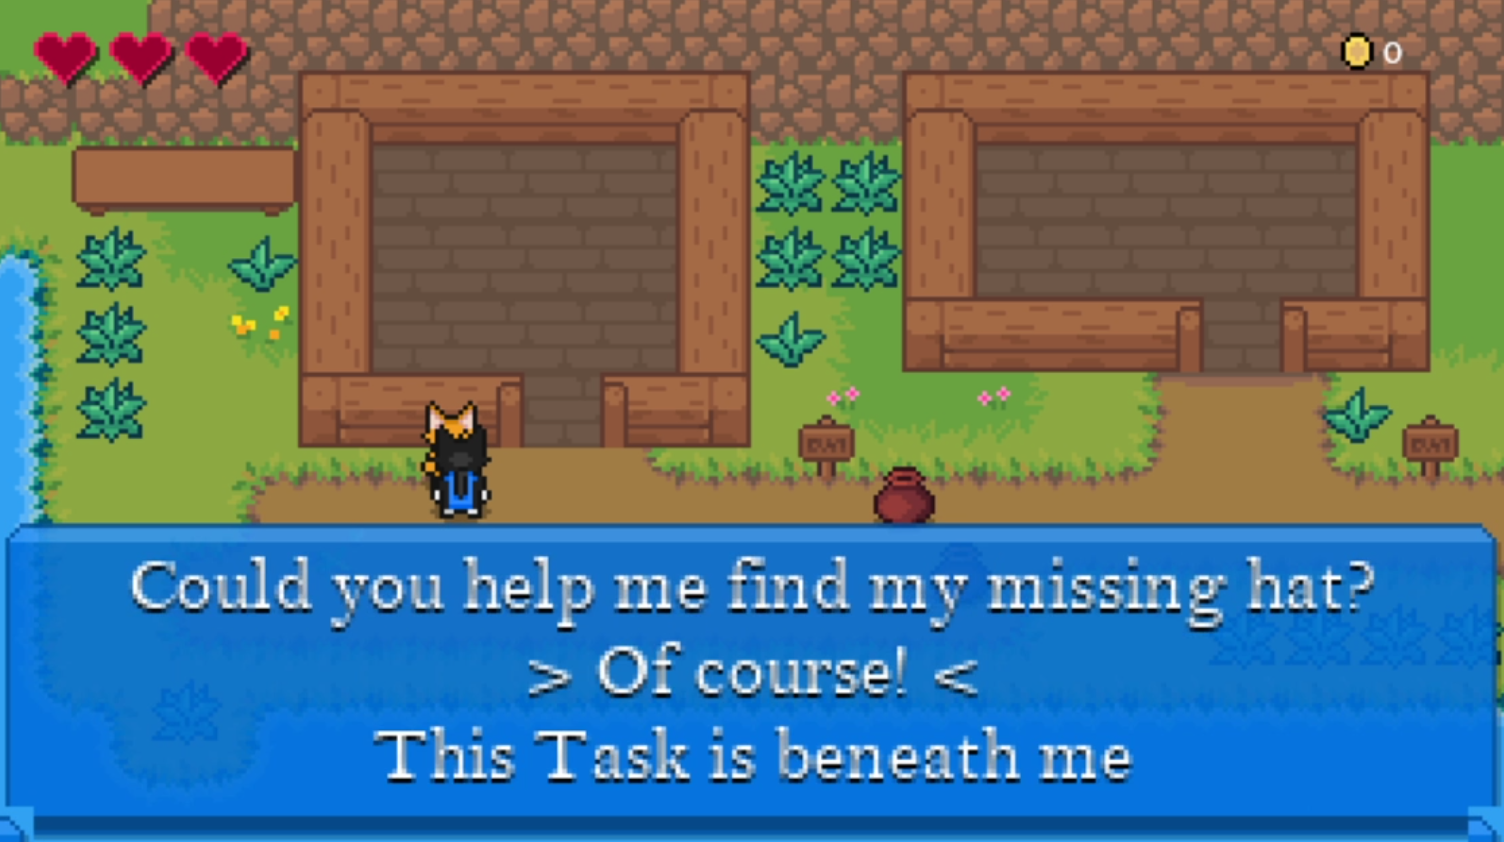 0
Could you help me find my missing hat?
> Of course! <
This Task is beneath me